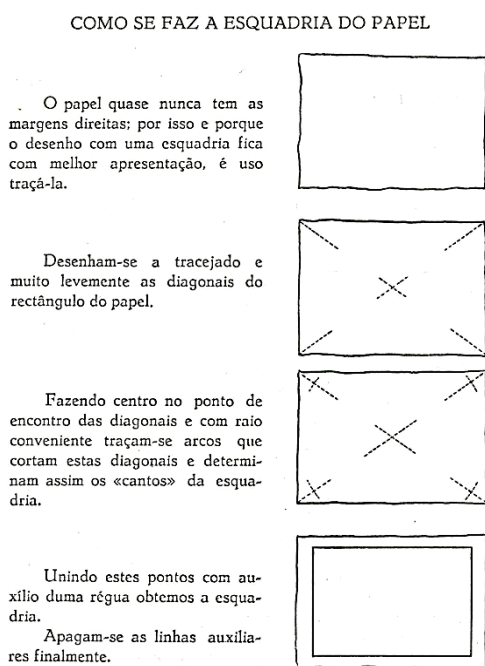 COMO SE FAZ A ESQUADRIA DO PAPEL
O papel quase nunca tem as
margens direitas; por isso e porque
o desenho com uma esquadria fica
com melhor apresentação, é uso
traçá-la.
Desenham-se a tracejado e
muito levemente as diagonais do
rectângulo do papel.
Fazendo centro no ponto de
encontro das diagonais e com raio
conveniente traçam-se arcos que
cortam estas diagonais e determi-
nam assim os «cantos» da esqua-
dria.
Unindo estes pontos com au-
xílio duma régua obtemos a esqua-
dria.
Apagam-se as linhas auxilia-
res finalmente.